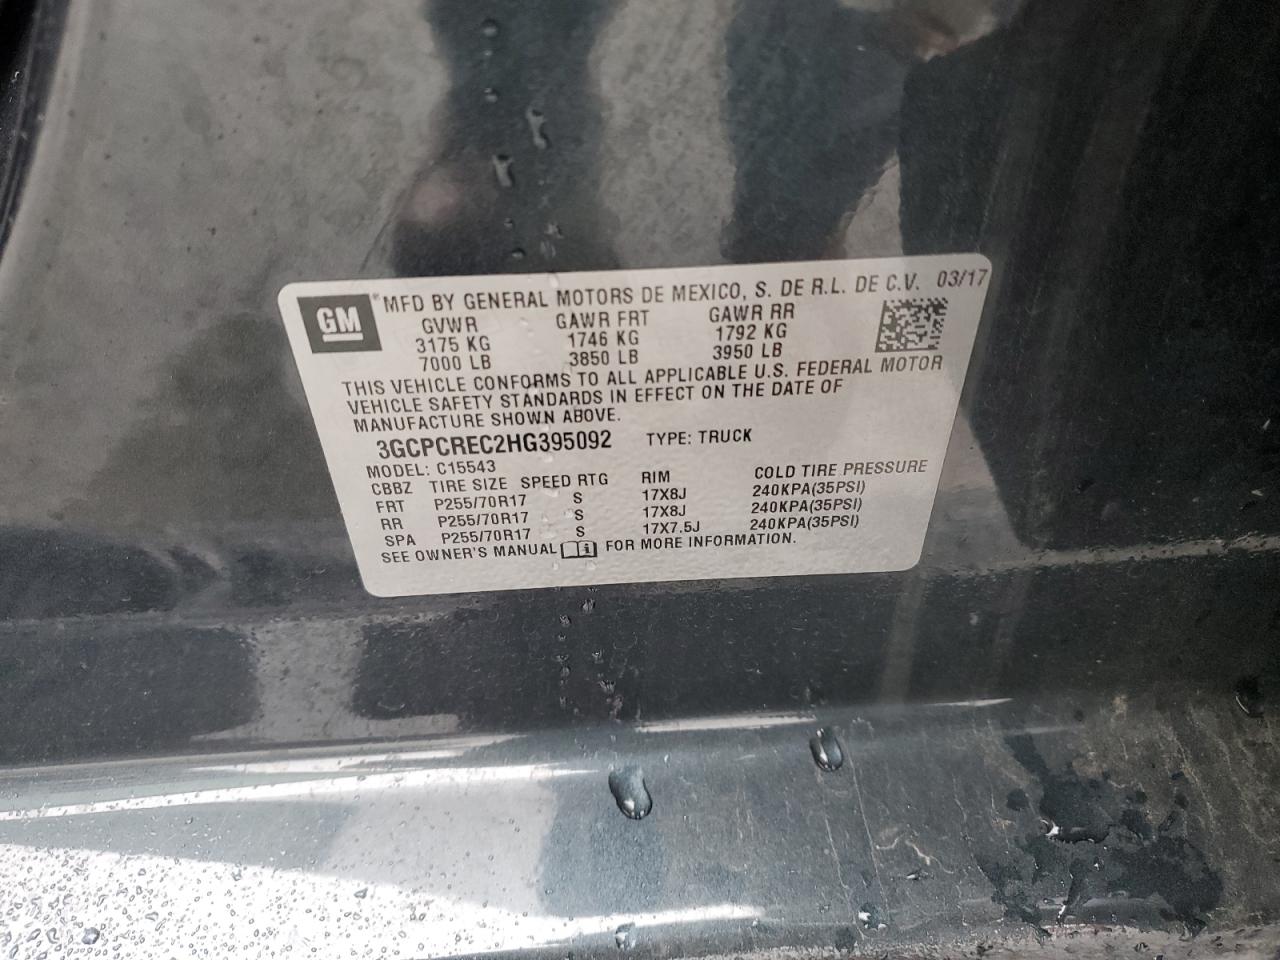 GM ® MFD BY GENERAL MOTORS DE MEXICO, S. DE R.L. DE C.V. 03/17
GVWR GAWR FRT GAWR RR
3175 KG 1746 KG 1792 KG
7000 LB 3850 LB 3950 LB
THIS VEHICLE CONFORMS TO ALL APPLICABLE U.S. FEDERAL MOTOR
VEHICLE SAFETY STANDARDS IN EFFECT ON THE DATE OF
MANUFACTURE SHOWN ABOVE.
3GCPCREC2HG395092 TYPE: TRUCK
MODEL: C15543
CBBZ TIRE SIZE SPEED RTG RIM COLD TIRE PRESSURE
FRT P255/70R17 S 17X8J 240KPA(35PSI)
RR P255/70R17 S 17X8J 240KPA(35PSI)
SPA P255/70R17 S 17X7.5J 240KPA(35PSI)
SEE OWNER'S MANUAL i FOR MORE INFORMATION.